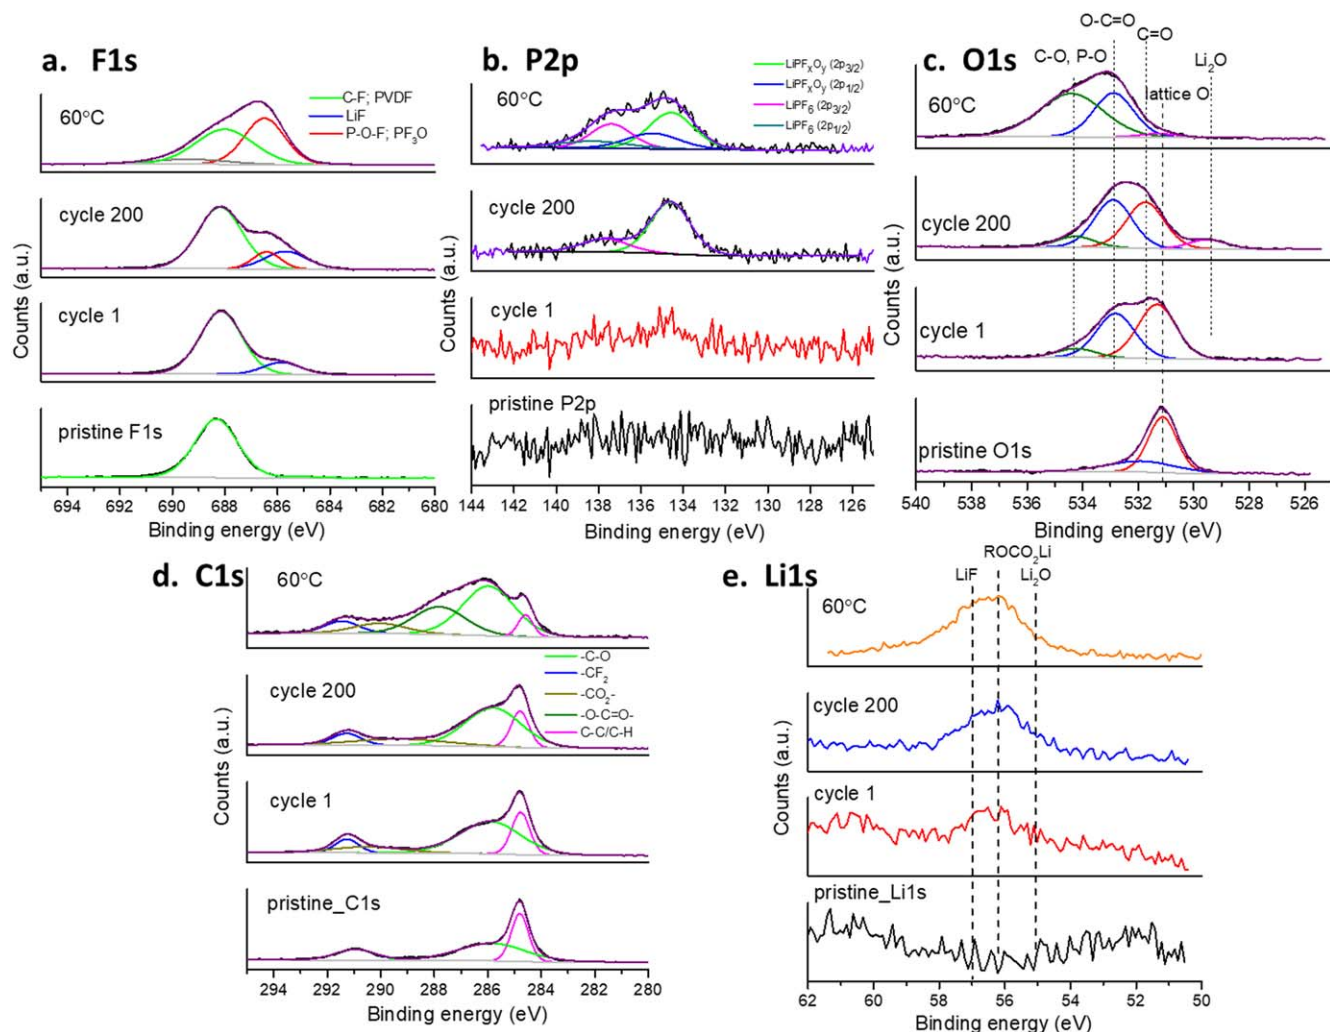 a. F1s
60°C
C-F; PVDF
LiF
P-O-F; PF₃O
cycle 200
cycle 1
pristine F1s
Counts (a.u.)
694 692 690 688 686 684 682 680
Binding energy (eV)
b. P2p
60°C
LiPFₓOᵧ (2p₃/₂)
LiPFₓOᵧ (2p₁/₂)
LiPF₆ (2p₃/₂)
LiPF₆ (2p₁/₂)
cycle 200
cycle 1
pristine P2p
Counts (a.u.)
144 142 140 138 136 134 132 130 128 126
Binding energy (eV)
c. O1s
O-C=O
C=O
C-O, P-O
Li₂O
60°C
lattice O
cycle 200
cycle 1
pristine O1s
Counts (a.u.)
540 538 536 534 532 530 528 526
Binding energy (eV)
d. C1s
60°C
-C-O
-CF₂
-CO₂-
-O-C=O-
C-C/C-H
cycle 200
cycle 1
pristine_C1s
Counts (a.u.)
294 292 290 288 286 284 282 280
Binding energy (eV)
e. Li1s
ROCO₂Li
LiF
Li₂O
60°C
cycle 200
cycle 1
pristine_Li1s
Counts (a.u.)
62 60 58 56 54 52 50
Binding energy (eV)